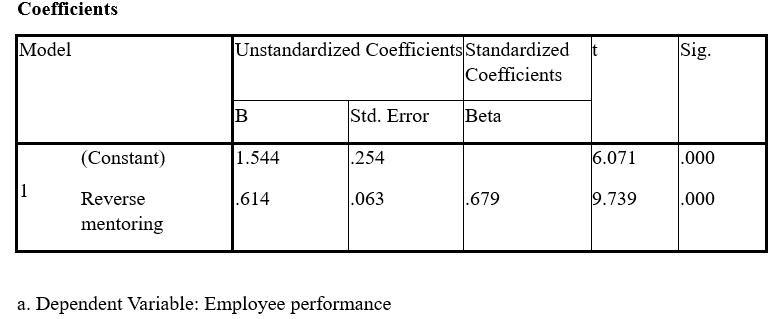 Coefficients
Model Unstandardized Coefficients Standardized Coefficients t Sig.
B Std. Error Beta
1 (Constant) 1.544 .254 6.071 .000
Reverse mentoring .614 .063 .679 9.739 .000
a. Dependent Variable: Employee performance